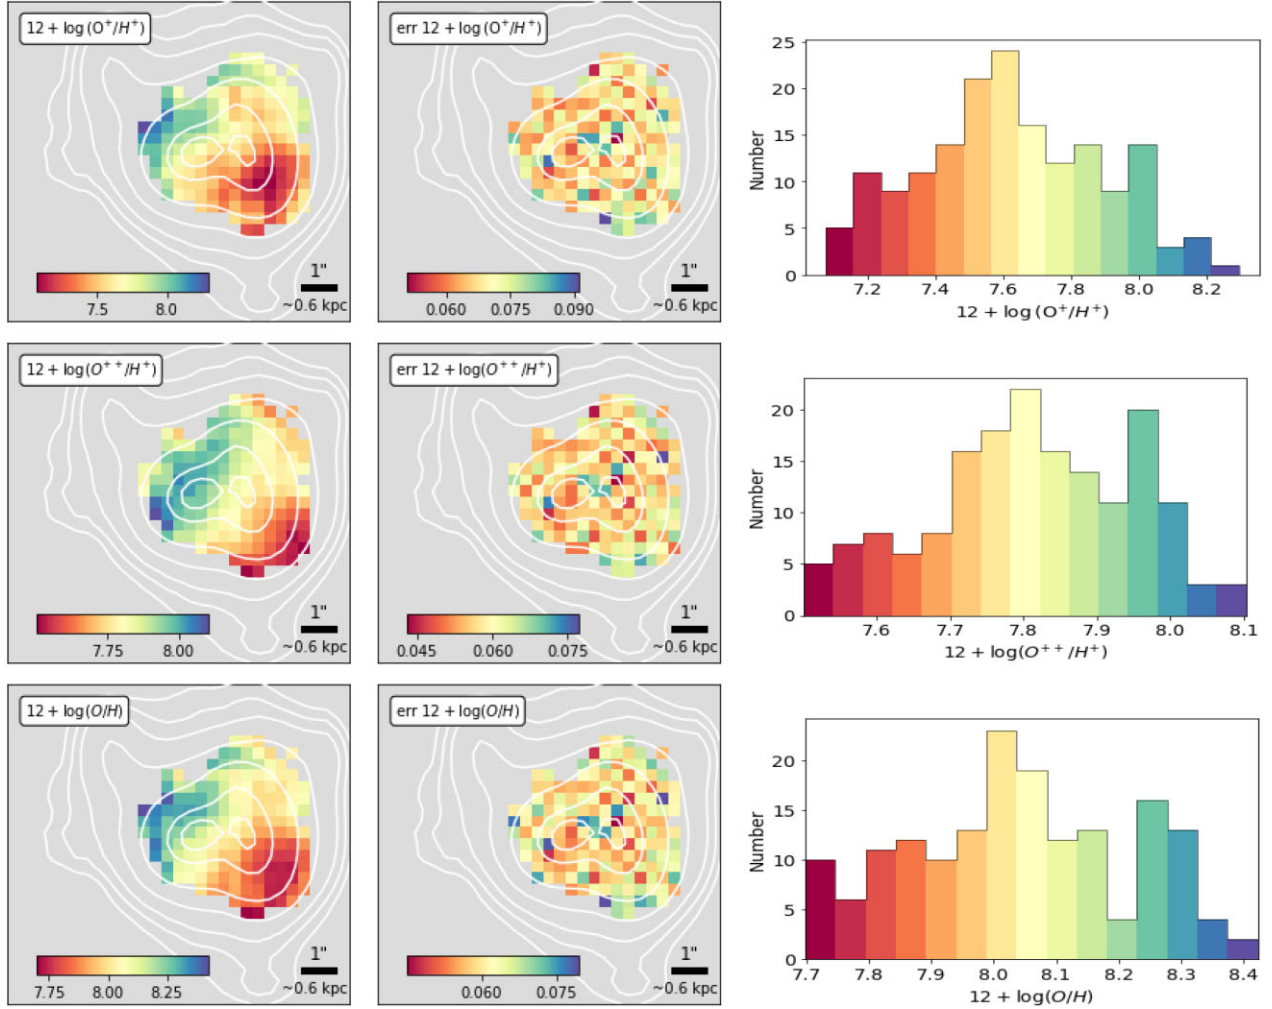 12 + log (O⁺/H⁺)
1"
~0.6 kpc
7.5 8.0
err 12 + log(O⁺/H⁺)
1"
~0.6 kpc
0.060 0.075 0.090
25
20
15
10
5
0
Number
7.2 7.4 7.6 7.8 8.0 8.2
12 + log (O⁺/H⁺)
12 + log(O⁺⁺/H⁺)
1"
~0.6 kpc
7.75 8.00
err 12 + log(O⁺⁺/H⁺)
1"
~0.6 kpc
0.045 0.060 0.075
20
15
10
5
0
Number
7.6 7.7 7.8 7.9 8.0 8.1
12 + log(O⁺⁺/H⁺)
12 + log(O/H)
1"
~0.6 kpc
7.75 8.00 8.25
err 12 + log(O/H)
1"
~0.6 kpc
0.060 0.075
20
15
10
5
0
Number
7.7 7.8 7.9 8.0 8.1 8.2 8.3 8.4
12 + log(O/H)